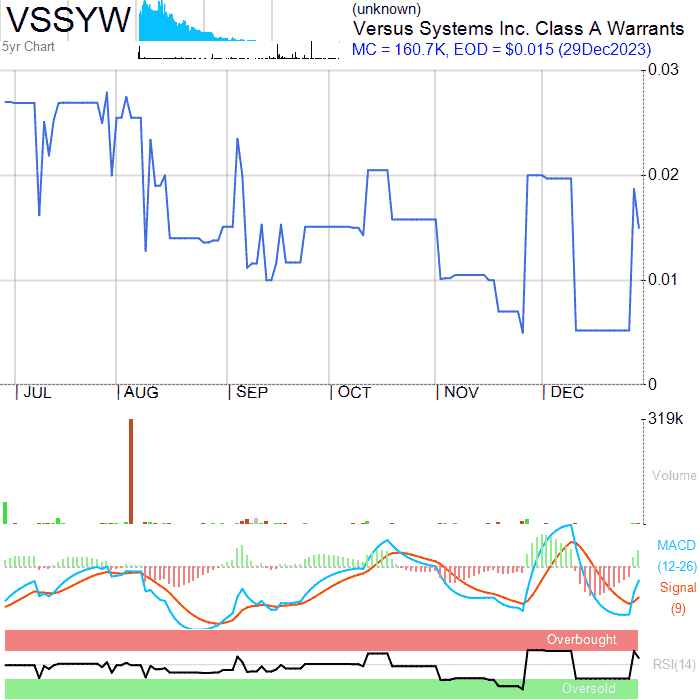 VSSYW
5yr Chart
(unknown)
Versus Systems Inc. Class A Warrants
MC = 160.7K, EOD = $0.015 (29Dec2023)
0.03
0.02
0.01
0
JUL AUG SEP OCT NOV DEC
319k
Volume
MACD
(12-26)
Signal
(9)
Overbought
RSI(14)
Oversold